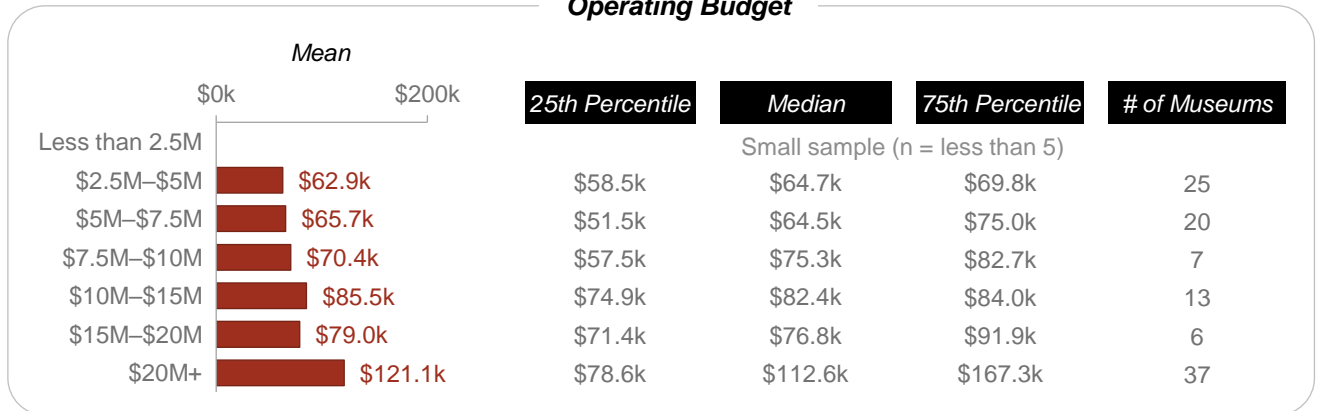 Operating Budget
Mean
$0k $200k 25th Percentile Median 75th Percentile # of Museums
Less than 2.5M Small sample (n = less than 5)
$2.5M–$5M $62.9k $58.5k $64.7k $69.8k 25
$5M–$7.5M $65.7k $51.5k $64.5k $75.0k 20
$7.5M–$10M $70.4k $57.5k $75.3k $82.7k 7
$10M–$15M $85.5k $74.9k $82.4k $84.0k 13
$15M–$20M $79.0k $71.4k $76.8k $91.9k 6
$20M+ $121.1k $78.6k $112.6k $167.3k 37